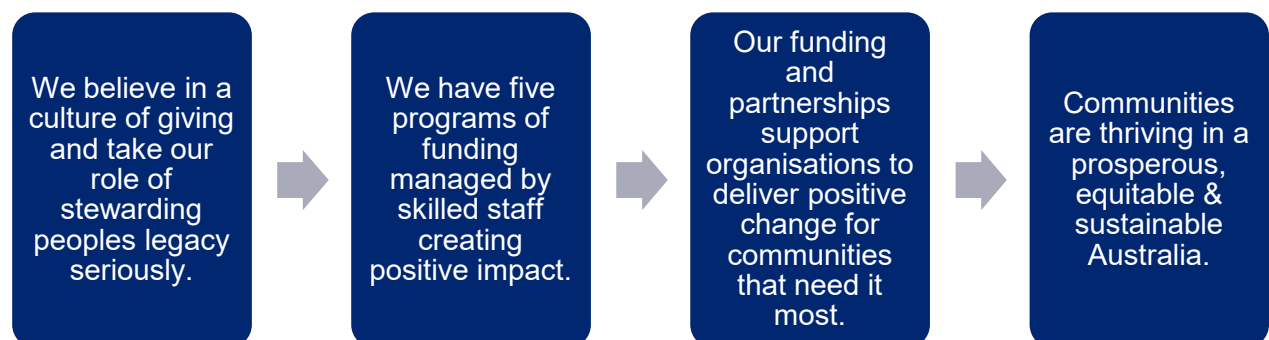 We believe in a
culture of giving
and take our
role of
stewarding
peoples legacy
seriously.
We have five
programs of
funding
managed by
skilled staff
creating
positive impact.
Our funding
and
partnerships
support
organisations to
deliver positive
change for
communities
that need it
most.
Communities
are thriving in a
prosperous,
equitable &
sustainable
Australia.